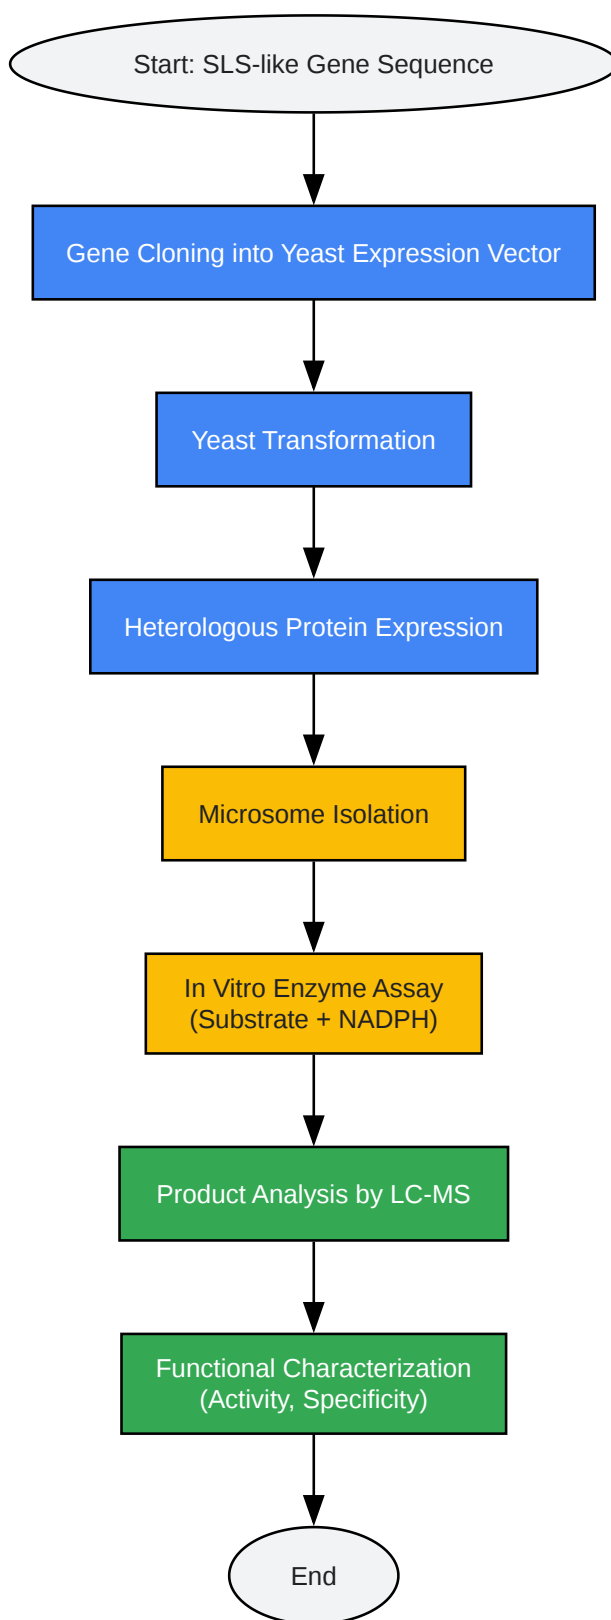 Start: SLS-like Gene Sequence
Gene Cloning into Yeast Expression Vector
Yeast Transformation
Heterologous Protein Expression
Microsome Isolation
In Vitro Enzyme Assay
(Substrate + NADPH)
Product Analysis by LC-MS
Functional Characterization
(Activity, Specificity)
End